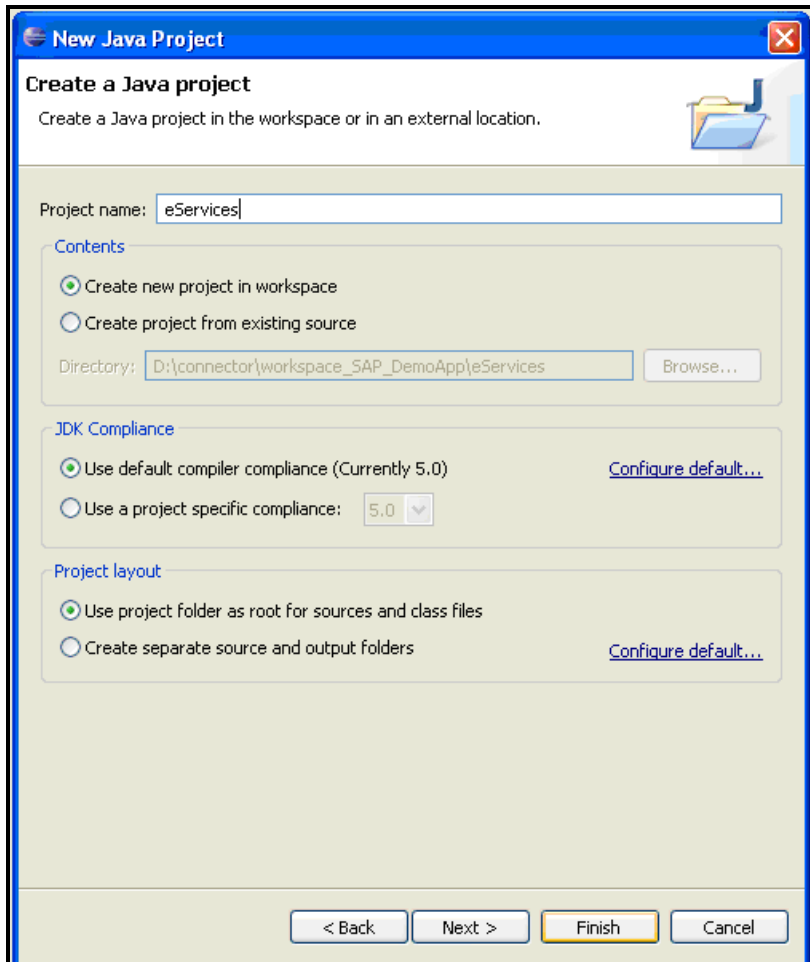 New Java Project
Create a Java project
Create a Java project in the workspace or in an external location.
Project name: eServices
Contents
Create new project in workspace
Create project from existing source
Directory: D:\connector\workspace_SAP_DemoApp\eServices Browse...
JDK Compliance
Use default compiler compliance (Currently 5.0) Configure default...
Use a project specific compliance: 5.0
Project layout
Use project folder as root for sources and class files
Create separate source and output folders Configure default...
< Back Next > Finish Cancel